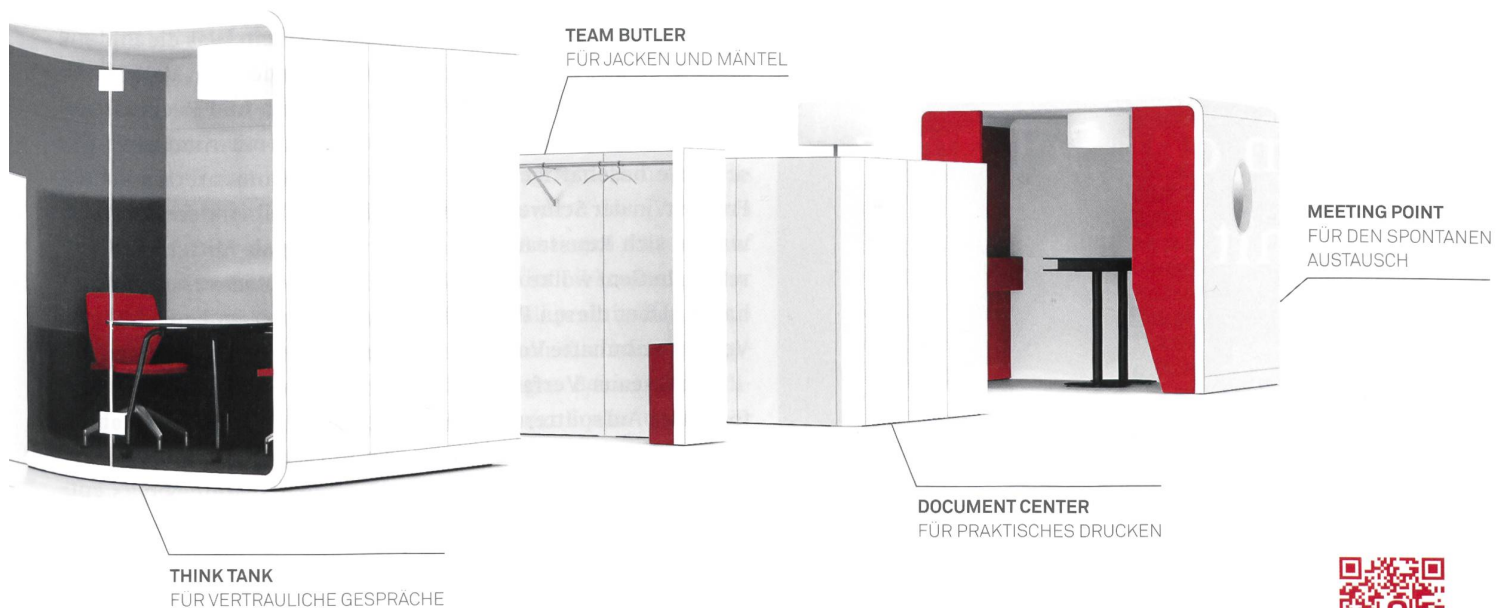 TEAM BUTLER
FÜR JACKEN UND MÄNTEL
MEETING POINT
FÜR DEN SPONTANEN
AUSTAUSCH
DOCUMENT CENTER
FÜR PRAKTISCHES DRUCKEN
THINK TANK
FÜR VERTRAULICHE GESPRÄCHE